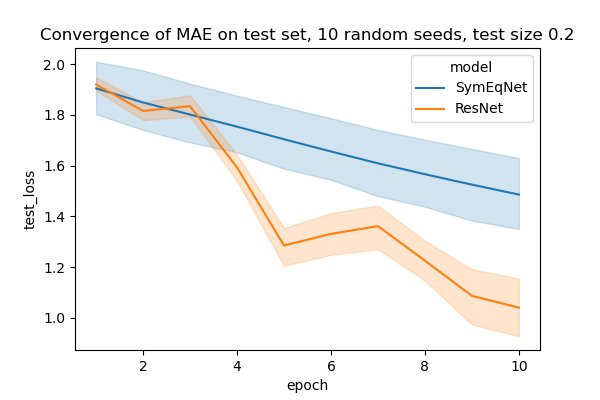 Convergence of MAE on test set, 10 random seeds, test size 0.2
model
SymEqNet
ResNet
test_loss
2.0
1.8
1.6
1.4
1.2
1.0
2 4 6 8 10
epoch